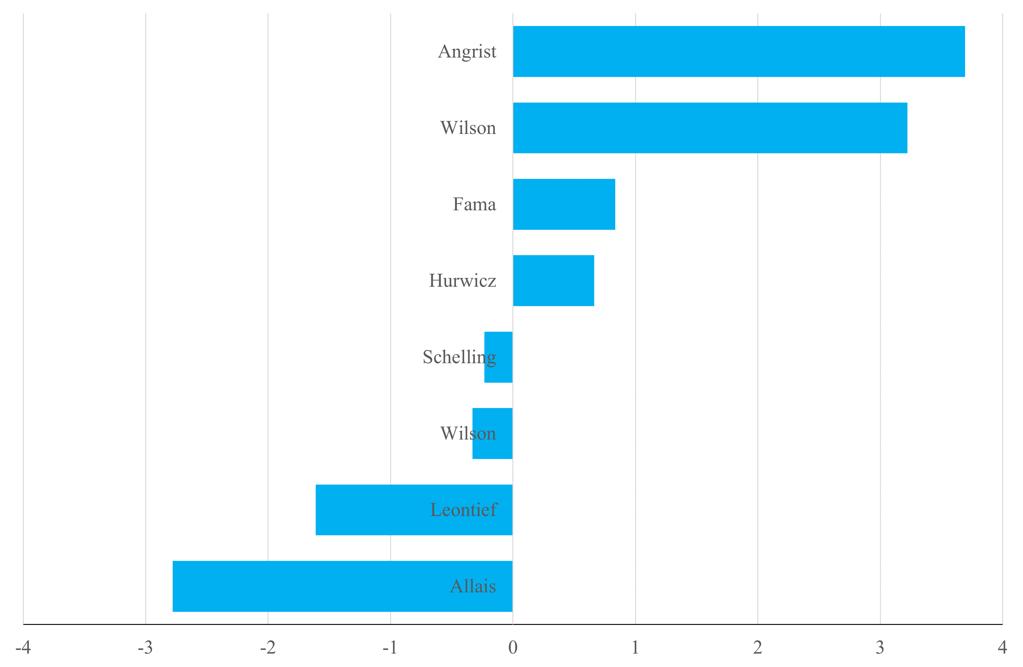 Angrist
Wilson
Fama
Hurwicz
Schelling
Wilson
Leontief
Allais
-4 -3 -2 -1 0 1 2 3 4